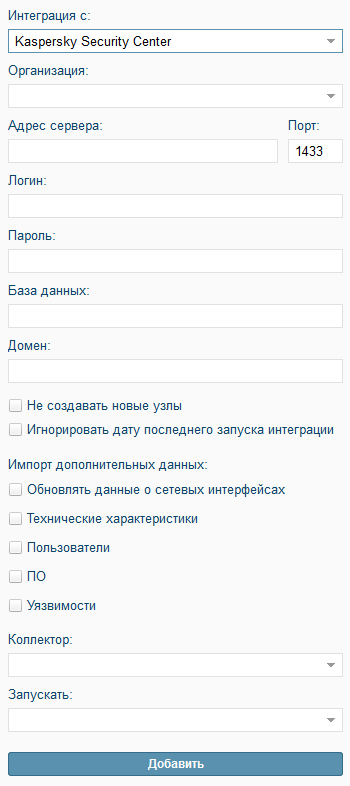 Интеграция с:
Kaspersky Security Center
Организация:
Адрес сервера: Порт:
1433
Логин:
Пароль:
База данных:
Домен:
Не создавать новые узлы
Игнорировать дату последнего запуска интеграции
Импорт дополнительных данных:
Обновлять данные о сетевых интерфейсах
Технические характеристики
Пользователи
ПО
Уязвимости
Коллектор:
Запускать:
Добавить